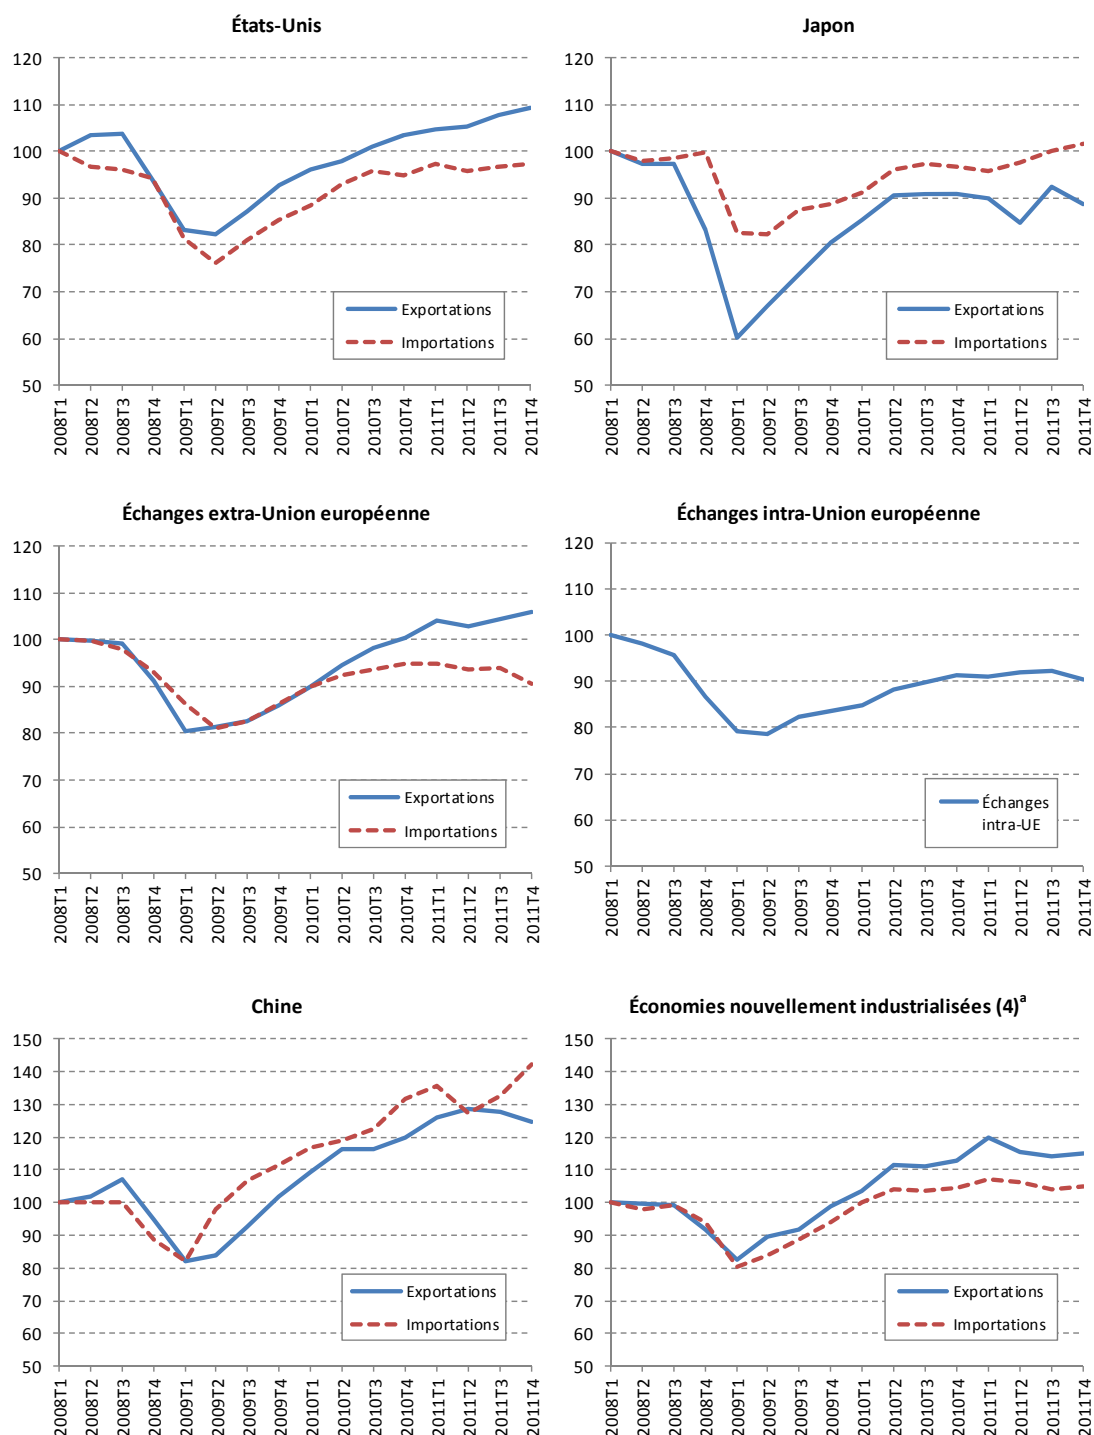 États-Unis
120
110
100
90
80
70
60
50
Exportations
Importations
2008T1
2008T2
2008T3
2008T4
2009T1
2009T2
2009T3
2009T4
2010T1
2010T2
2010T3
2010T4
2011T1
2011T2
2011T3
2011T4
Japon
120
110
100
90
80
70
60
50
Exportations
Importations
2008T1
2008T2
2008T3
2008T4
2009T1
2009T2
2009T3
2009T4
2010T1
2010T2
2010T3
2010T4
2011T1
2011T2
2011T3
2011T4
Échanges extra-Union européenne
120
110
100
90
80
70
60
50
Exportations
Importations
2008T1
2008T2
2008T3
2008T4
2009T1
2009T2
2009T3
2009T4
2010T1
2010T2
2010T3
2010T4
2011T1
2011T2
2011T3
2011T4
Échanges intra-Union européenne
120
110
100
90
80
70
60
50
Échanges
intra-UE
2008T1
2008T2
2008T3
2008T4
2009T1
2009T2
2009T3
2009T4
2010T1
2010T2
2010T3
2010T4
2011T1
2011T2
2011T3
2011T4
Chine
150
140
130
120
110
100
90
80
70
60
50
Exportations
Importations
2008T1
2008T2
2008T3
2008T4
2009T1
2009T2
2009T3
2009T4
2010T1
2010T2
2010T3
2010T4
2011T1
2011T2
2011T3
2011T4
Économies nouvellement industrialisées (4)ᵃ
150
140
130
120
110
100
90
80
70
60
50
Exportations
Importations
2008T1
2008T2
2008T3
2008T4
2009T1
2009T2
2009T3
2009T4
2010T1
2010T2
2010T3
2010T4
2011T1
2011T2
2011T3
2011T4